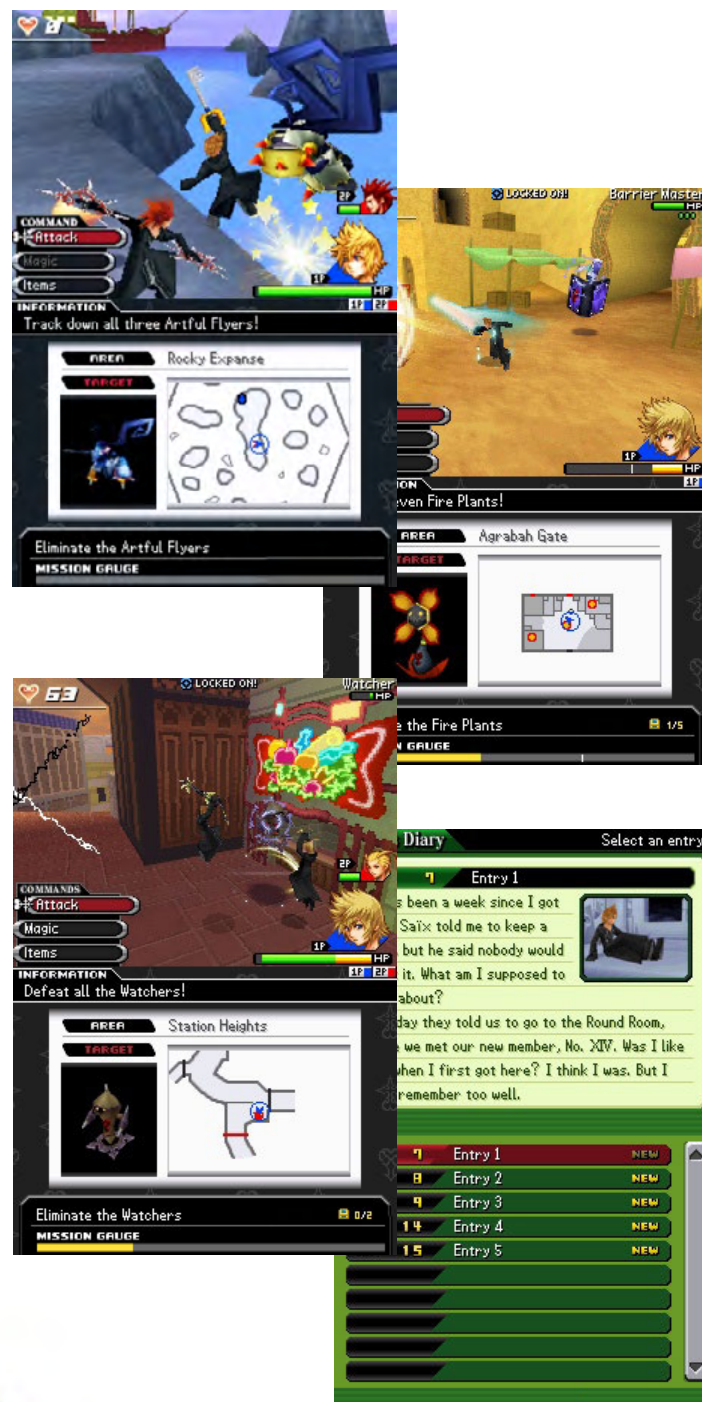 COMMAND
Attack
Magic
Items
2P
1P
HP
1P 2P
INFORMATION
Track down all three Artful Flyers!
AREA Rocky Expanse
TARGET
Eliminate the Artful Flyers
MISSION GAUGE
LOCKED ON!
Barrier Master
HP
1P
HP
1P
ION
even Fire Plants!
AREA Agrabah Gate
TARGET
e the Fire Plants 1/5
N GAUGE
63
LOCKED ON!
Watcher
HP
COMMANDS
Attack
Magic
Items
2P
1P
HP
1P 2P
INFORMATION
Defeat all the Watchers!
AREA Station Heights
TARGET
Eliminate the Watchers 0/2
MISSION GAUGE
Diary Select an entry
7 Entry 1
s been a week since I got
Saïx told me to keep a
but he said nobody would
it. What am I supposed to
about?
day they told us to go to the Round Room,
we met our new member, No. XIV. Was I like
when I first got here? I think I was. But I
remember too well.
7 Entry 1 NEW
8 Entry 2 NEW
9 Entry 3 NEW
14 Entry 4 NEW
15 Entry 5 NEW